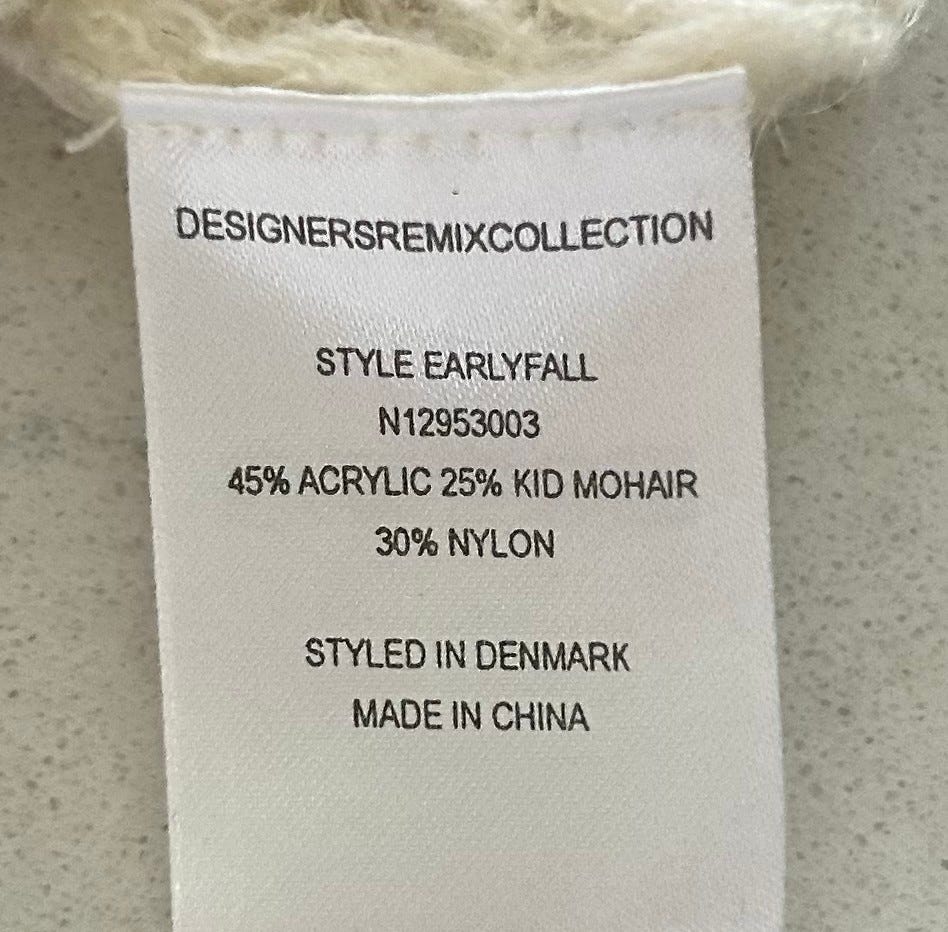 DESIGNERSREMIXCOLLECTION
STYLE EARLYFALL
N12953003
45% ACRYLIC 25% KID MOHAIR
30% NYLON
STYLED IN DENMARK
MADE IN CHINA